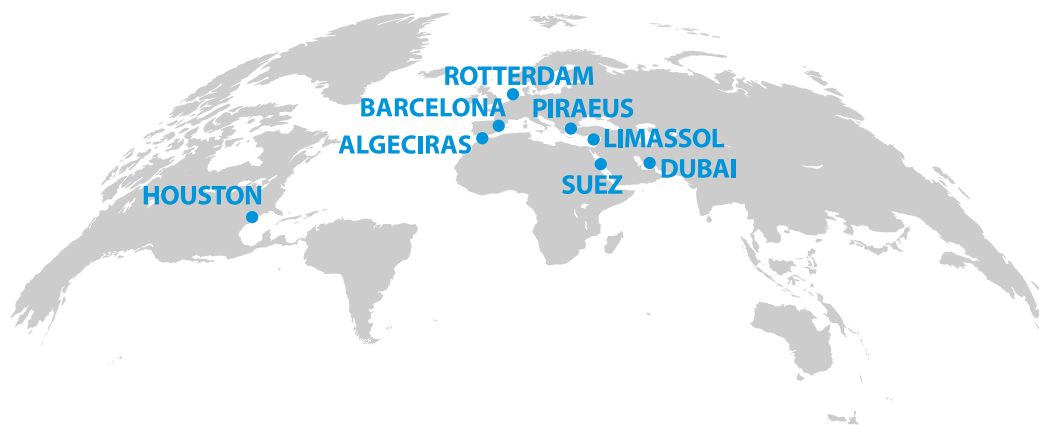 ROTTERDAM
BARCELONA
PIRAEUS
ALGECIRAS
LIMASSOL
DUBAI
SUEZ
HOUSTON